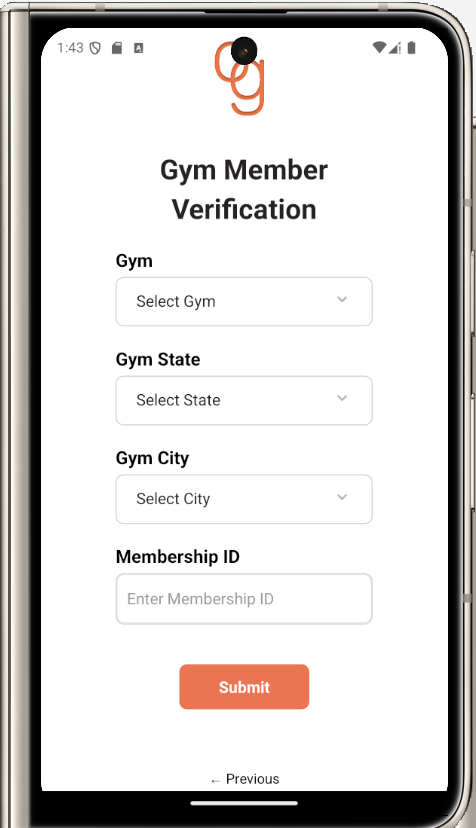 1:43
A
gg
Gym Member
Verification
Gym
Select Gym
Gym State
Select State
Gym City
Select City
Membership ID
Enter Membership ID
Submit
← Previous